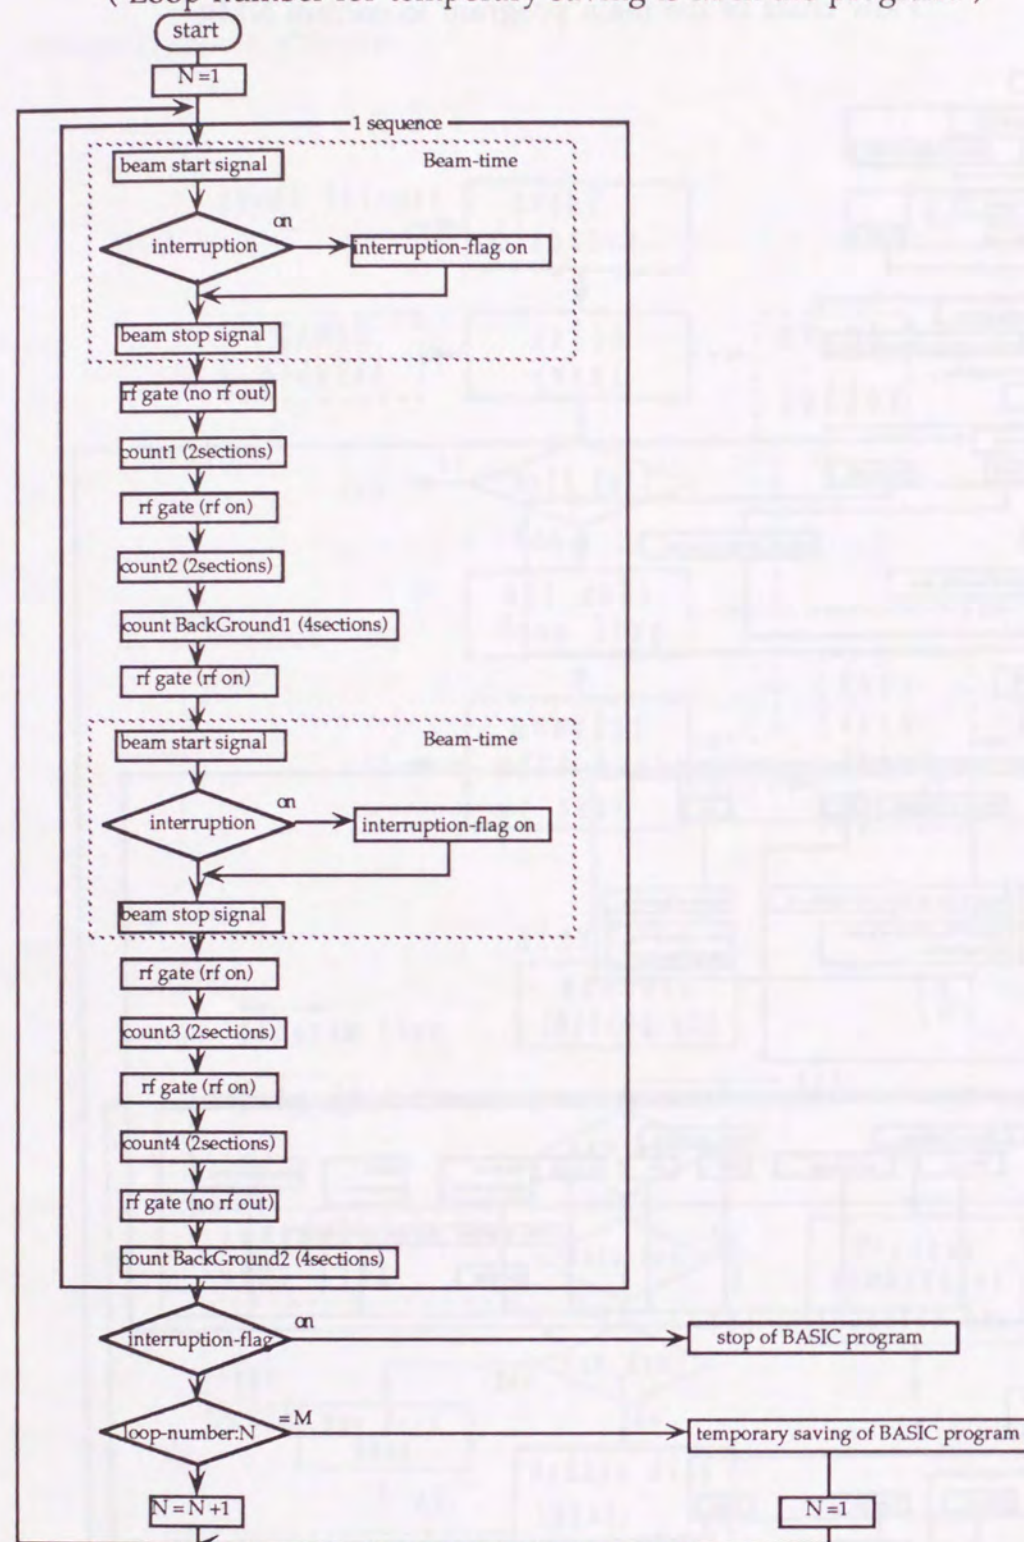 start
N=1
1 sequence
beam start signal
Beam-time
on
interruption
interruption-flag on
beam stop signal
rf gate (no rf out)
count1 (2sections)
rf gate (rf on)
count2 (2sections)
count BackGround1 (4sections)
rf gate (rf on)
beam start signal
Beam-time
on
interruption
interruption-flag on
beam stop signal
rf gate (rf on)
count3 (2sections)
rf gate (rf on)
count4 (2sections)
rf gate (no rf out)
count BackGround2 (4sections)
on
interruption-flag
stop of BASIC program
=M
loop-number:N
temporary saving of BASIC program
N=N+1
N=1